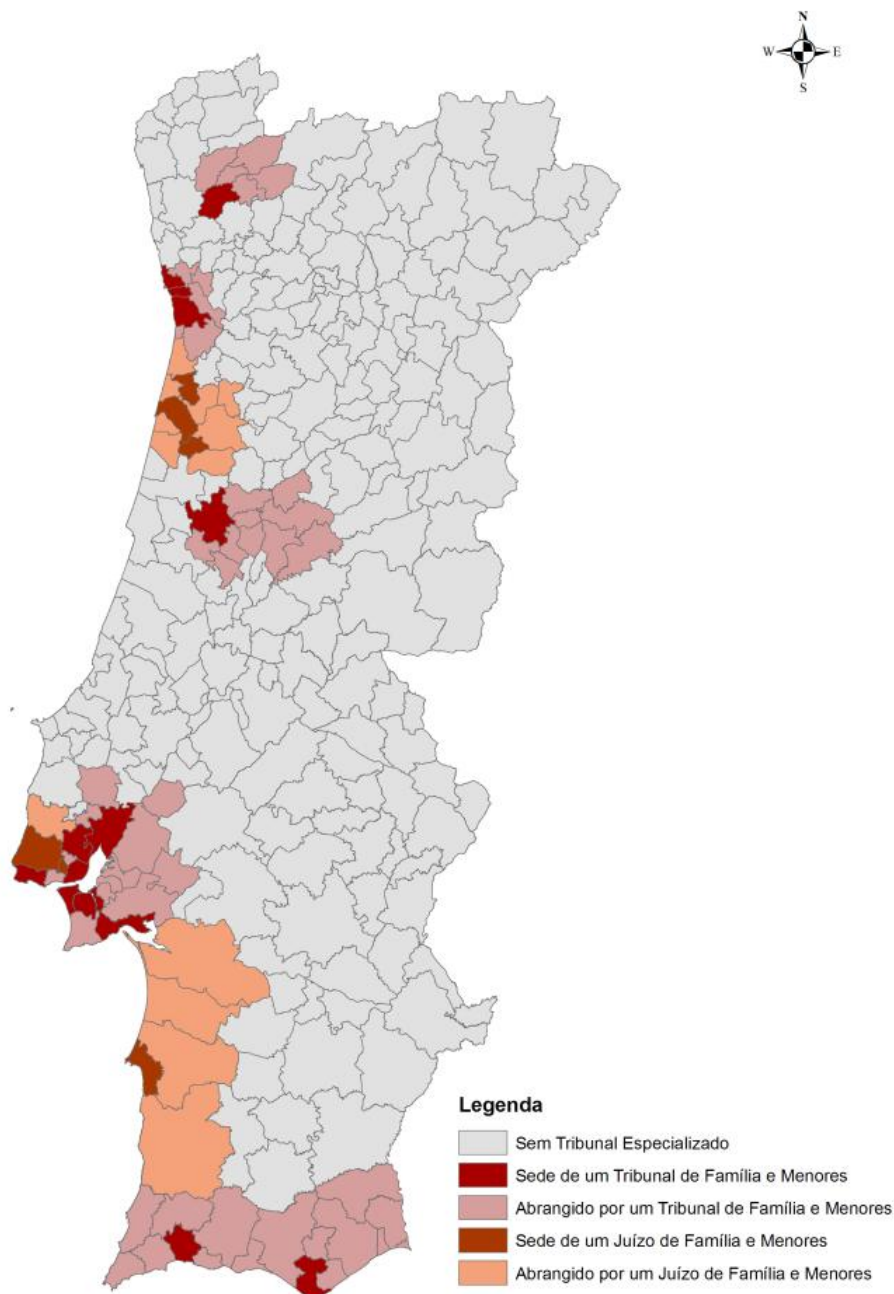 N
W E
S
Legenda
Sem Tribunal Especializado
Sede de um Tribunal de Família e Menores
Abrangido por um Tribunal de Família e Menores
Sede de um Juízo de Família e Menores
Abrangido por um Juízo de Família e Menores